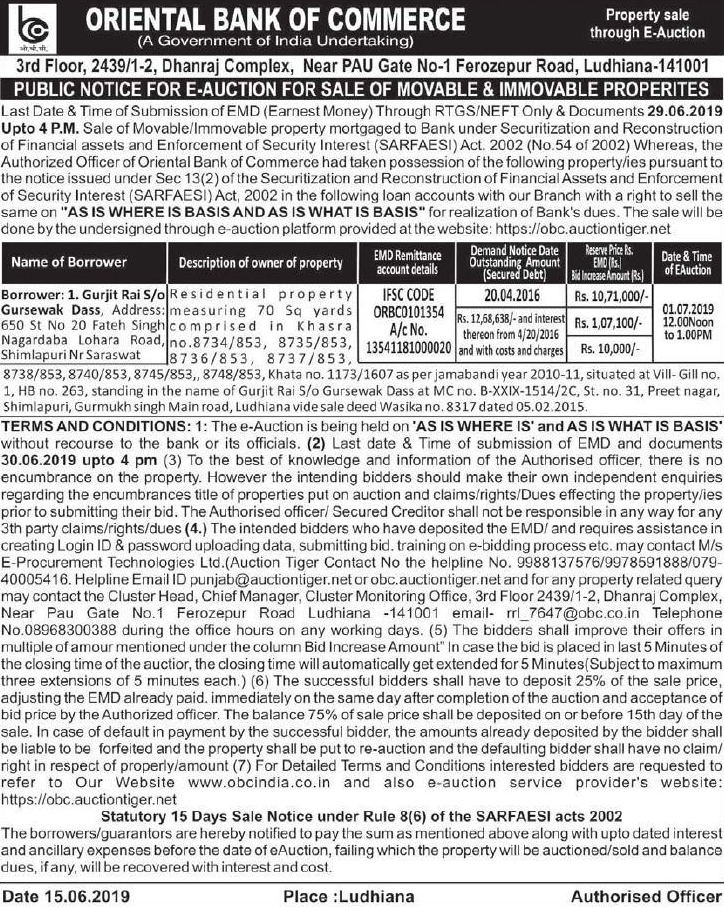 ORIENTAL BANK OF COMMERCE
(A Government of India Undertaking)
Property sale
through E-Auction
ओ.बी.सी.
3rd Floor, 2439/1-2, Dhanraj Complex, Near PAU Gate No-1 Ferozepur Road, Ludhiana-141001
PUBLIC NOTICE FOR E-AUCTION FOR SALE OF MOVABLE & IMMOVABLE PROPERITES
Last Date & Time of Submission of EMD (Earnest Money) Through RTGS/NEFT Only & Documents 29.06.2019
Upto 4 P.M. Sale of Movable/Immovable property mortgaged to Bank under Securitization and Reconstruction
of Financial assets and Enforcement of Security Interest (SARFAESI) Act. 2002 (No.54 of 2002) Whereas, the
Authorized Officer of Oriental Bank of Commerce had taken possession of the following property/ies pursuant to
the notice issued under Sec 13(2) of the Securitization and Reconstruction of Financial Assets and Enforcement
of Security Interest (SARFAESI) Act, 2002 in the following loan accounts with our Branch with a right to sell the
same on "AS IS WHERE IS BASIS AND AS IS WHAT IS BASIS" for realization of Bank's dues. The sale will be
done by the undersigned through e-auction platform provided at the website: https://obc.auctiontiger.net
Name of Borrower
Description of owner of property
EMD Remittance
account details
Demand Notice Date
Outstanding Amount
(Secured Debt)
Reserve Price Rs.
EMD (Rs.)
Bid Increase Amount (Rs.)
Date & Time
of EAuction
Borrower: 1. Gurjit Rai S/o
Gursewak Dass, Address:
650 St No 20 Fateh Singh
Nagardaba Lohara Road,
Shimlapuri Nr Saraswat
Residential property
measuring 70 Sq yards
comprised in Khasra
no.8734/853, 8735/853,
8736/853, 8737/853,
IFSC CODE
ORBC0101354
A/c No.
13541181000020
20.04.2016
Rs. 12,68,638/- and interest
thereon from 4/20/2016
and with costs and charges
Rs. 10,71,000/-
Rs. 1,07,100/-
Rs. 10,000/-
01.07.2019
12.00Noon
to 1.00PM
8738/853, 8740/853, 8745/853,, 8748/853, Khata no. 1173/1607 as per jamabandi year 2010-11, situated at Vill- Gill no.
1, HB no. 263, standing in the name of Gurjit Rai S/o Gursewak Dass at MC no. B-XXIX-1514/2C, St. no. 31, Preet nagar,
Shimlapuri, Gurmukh singh Main road, Ludhiana vide sale deed Wasika no. 8317 dated 05.02.2015.
TERMS AND CONDITIONS: 1: The e-Auction is being held on 'AS IS WHERE IS' and AS IS WHAT IS BASIS'
without recourse to the bank or its officials. (2) Last date & Time of submission of EMD and documents
30.06.2019 upto 4 pm (3) To the best of knowledge and information of the Authorised officer, there is no
encumbrance on the property. However the intending bidders should make their own independent enquiries
regarding the encumbrances title of properties put on auction and claims/rights/Dues effecting the property/ies
prior to submitting their bid. The Authorised officer/ Secured Creditor shall not be responsible in any way for any
3th party claims/rights/dues (4.) The intended bidders who have deposited the EMD/ and requires assistance in
creating Login ID & password uploading data, submitting bid. training on e-bidding process etc. may contact M/s
E-Procurement Technologies Ltd.(Auction Tiger Contact No the helpline No. 9988137576/9978591888/079-
40005416. Helpline Email ID punjab@auctiontiger.net or obc.auctiontiger.net and for any property related query
may contact the Cluster Head, Chief Manager, Cluster Monitoring Office, 3rd Floor 2439/1-2, Dhanraj Complex,
Near Pau Gate No.1 Ferozepur Road Ludhiana -141001 email- rrl_7647@obc.co.in Telephone
No.08968300388 during the office hours on any working days. (5) The bidders shall improve their offers in
multiple of amour mentioned under the column Bid Increase Amount" In case the bid is placed in last 5 Minutes of
the closing time of the auctior, the closing time will automatically get extended for 5 Minutes(Subject to maximum
three extensions of 5 minutes each.) (6) The successful bidders shall have to deposit 25% of the sale price,
adjusting the EMD already paid. immediately on the same day after completion of the auction and acceptance of
bid price by the Authorized officer. The balance 75% of sale price shall be deposited on or before 15th day of the
sale. In case of default in payment by the successful bidder, the amounts already deposited by the bidder shall
be liable to be forfeited and the property shall be put to re-auction and the defaulting bidder shall have no claim/
right in respect of property/amount (7) For Detailed Terms and Conditions interested bidders are requested to
refer to Our Website www.obcindia.co.in and also e-auction service provider's website:
https://obc.auctiontiger.net
Statutory 15 Days Sale Notice under Rule 8(6) of the SARFAESI acts 2002
The borrowers/guarantors are hereby notified to pay the sum as mentioned above along with upto dated interest
and ancillary expenses before the date of eAuction, failing which the property will be auctioned/sold and balance
dues, if any, will be recovered with interest and cost.
Date 15.06.2019 Place :Ludhiana Authorised Officer